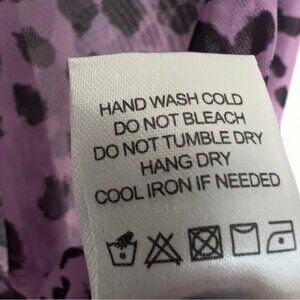 HAND WASH COLD
DO NOT BLEACH
DO NOT TUMBLE DRY
HANG DRY
COOL IRON IF NEEDED